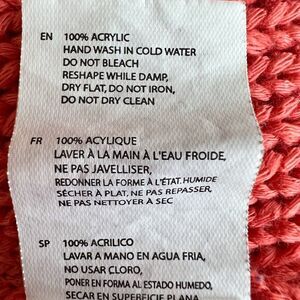 EN 100% ACRYLIC
HAND WASH IN COLD WATER
DO NOT BLEACH
RESHAPE WHILE DAMP,
DRY FLAT, DO NOT IRON,
DO NOT DRY CLEAN
FR 100% ACYLIQUE
LAVER À LA MAIN À L'EAU FROIDE,
NE PAS JAVELLISER,
REDONNER LA FORME À L'ÉTAT HUMIDE
SÉCHER À PLAT, NE PAS REPASSER,
NE PAS NETTOYER À SEC
SP 100% ACRILICO
LAVAR A MANO EN AGUA FRIA,
NO USAR CLORO,
PONER EN FORMA AL ESTADO HUMEDO,
SECAR EN SUPERFICIE PLANA